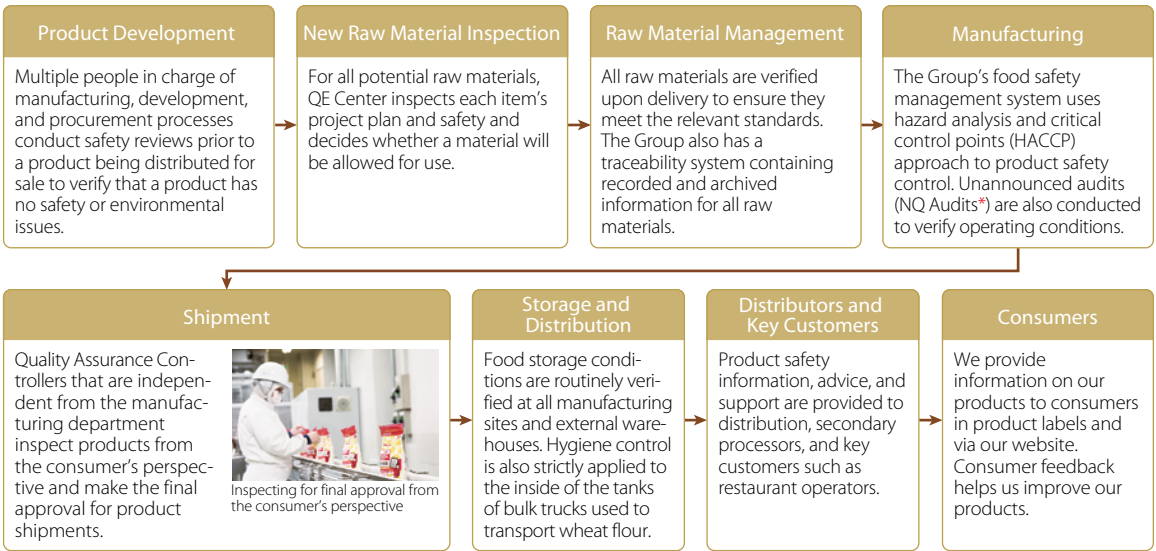 Product Development
Multiple people in charge of
manufacturing, development,
and procurement processes
conduct safety reviews prior to
a product being distributed for
sale to verify that a product has
no safety or environmental
issues.
New Raw Material Inspection
For all potential raw materials,
QE Center inspects each item's
project plan and safety and
decides whether a material will
be allowed for use.
Raw Material Management
All raw materials are verified
upon delivery to ensure they
meet the relevant standards.
The Group also has a
traceability system containing
recorded and archived
information for all raw
materials.
Manufacturing
The Group's food safety
management system uses
hazard analysis and critical
control points (HACCP)
approach to product safety
control. Unannounced audits
(NQ Audits*) are also conducted
to verify operating conditions.
Shipment
Quality Assurance Con-
trollers that are indepen-
dent from the manufac-
turing department
inspect products from
the consumer's perspec-
tive and make the final
approval for product
shipments.
Inspecting for final approval from
the consumer's perspective
Storage and
Distribution
Food storage condi-
tions are routinely veri-
fied at all manufacturing
sites and external ware-
houses. Hygiene control
is also strictly applied to
the inside of the tanks
of bulk trucks used to
transport wheat flour.
Distributors and
Key Customers
Product safety
information, advice, and
support are provided to
distribution, secondary
processors, and key
customers such as
restaurant operators.
Consumers
We provide
information on our
products to consumers
in product labels and
via our website.
Consumer feedback
helps us improve our
products.